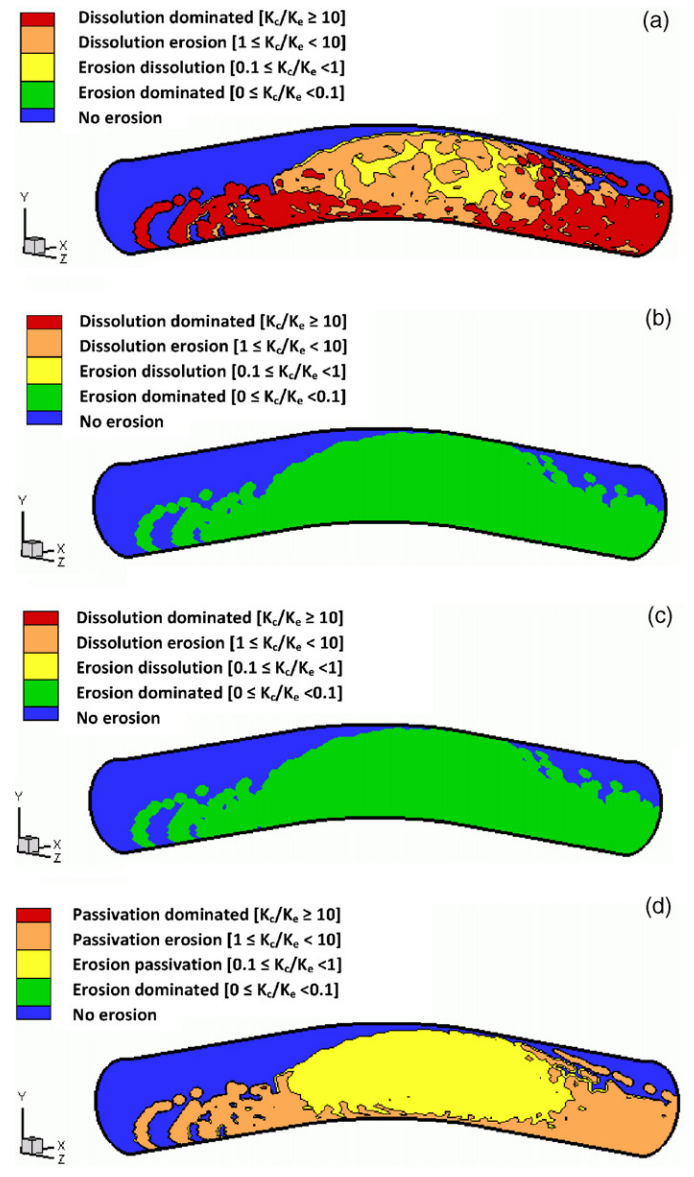 Dissolution dominated [Kc/Ke ≥ 10]
(a)
Dissolution erosion [1 ≤ Kc/Ke < 10]
Erosion dissolution [0.1 ≤ Kc/Ke <1]
Erosion dominated [0 ≤ Kc/Ke <0.1]
No erosion
Y
X
Z
Dissolution dominated [Kc/Ke ≥ 10]
(b)
Dissolution erosion [1 ≤ Kc/Ke < 10]
Erosion dissolution [0.1 ≤ Kc/Ke <1]
Erosion dominated [0 ≤ Kc/Ke <0.1]
No erosion
Y
X
Z
Dissolution dominated [Kc/Ke ≥ 10]
(c)
Dissolution erosion [1 ≤ Kc/Ke < 10]
Erosion dissolution [0.1 ≤ Kc/Ke <1]
Erosion dominated [0 ≤ Kc/Ke <0.1]
No erosion
Y
X
Z
Passivation dominated [Kc/Ke ≥ 10]
(d)
Passivation erosion [1 ≤ Kc/Ke < 10]
Erosion passivation [0.1 ≤ Kc/Ke <1]
Erosion dominated [0 ≤ Kc/Ke <0.1]
No erosion
Y
X
Z